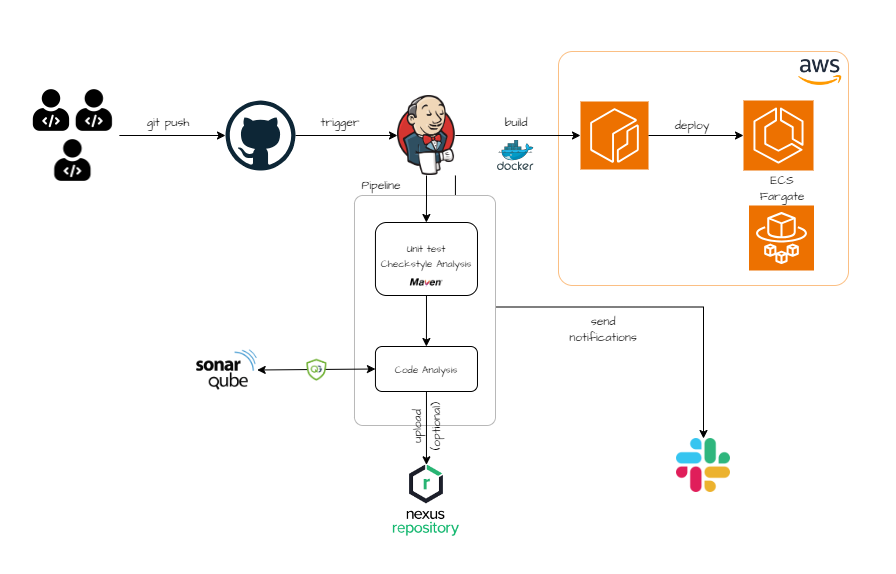 aws
git push
trigger
build
deploy
docker
ECS
Fargate
Pipeline
Unit test
Checkstyle Analysis
Maven
send
notifications
sonar
qube
Code Analysis
upload
(optional)
nexus
repository